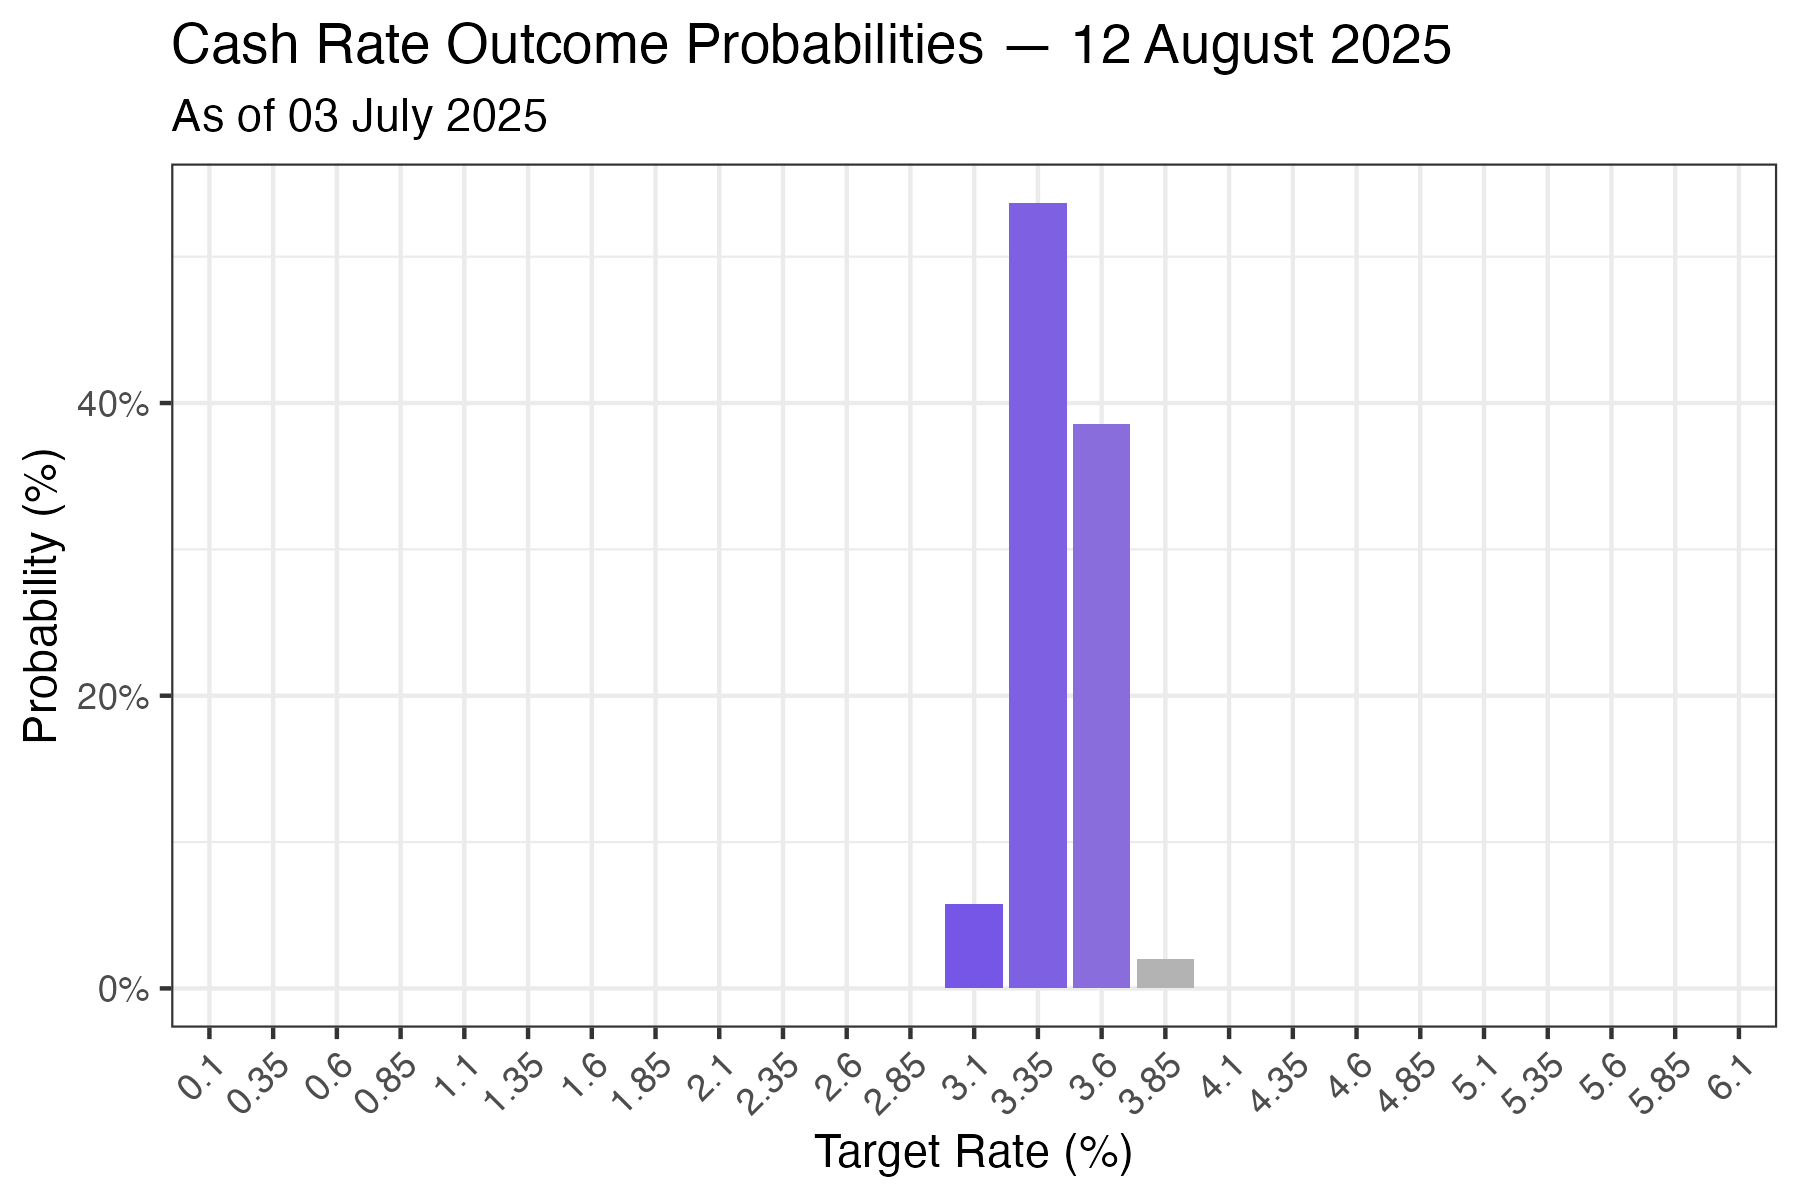 Cash Rate Outcome Probabilities — 12 August 2025
As of 03 July 2025
Probability (%)
40%
20%
0%
0.1 0.35 0.6 0.85 1.1 1.35 1.6 1.85 2.1 2.35 2.6 2.85 3.1 3.35 3.6 3.85 4.1 4.35 4.6 4.85 5.1 5.35 5.6 5.85 6.1
Target Rate (%)